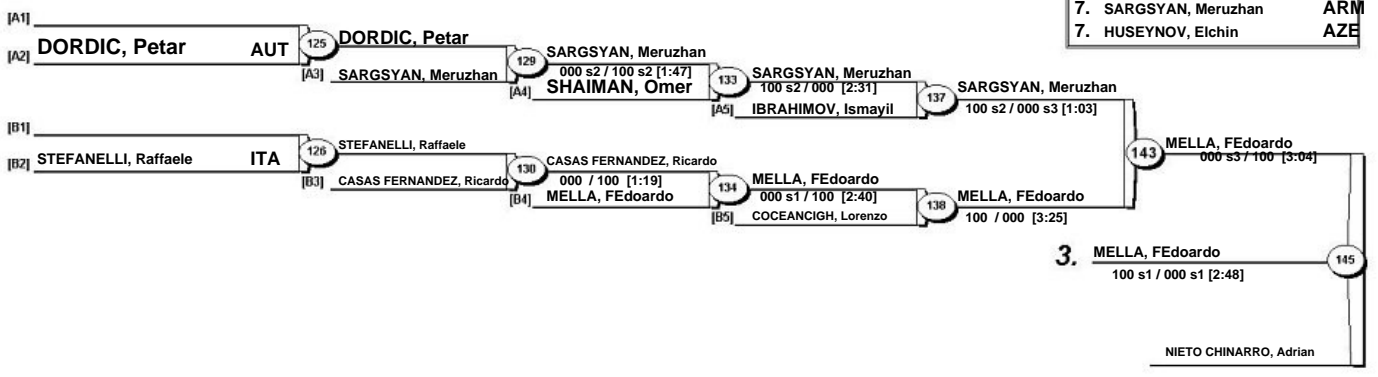 7. SARGSYAN, Meruzhan ARM
7. HUSEYNOV, Elchin AZE
[A1]
[A2] DORDIC, Petar AUT
125
DORDIC, Petar
[A3] SARGSYAN, Meruzhan
129
SARGSYAN, Meruzhan
000 s2 / 100 s2 [1:47]
[A4] SHAIMAN, Omer
133
SARGSYAN, Meruzhan
100 s2 / 000 [2:31]
[A5] IBRAHIMOV, Ismayil
137
SARGSYAN, Meruzhan
100 s2 / 000 s3 [1:03]
[B1]
[B2] STEFANELLI, Raffaele ITA
126
STEFANELLI, Raffaele
[B3] CASAS FERNANDEZ, Ricardo
130
CASAS FERNANDEZ, Ricardo
000 / 100 [1:19]
[B4] MELLA, FEdoardo
134
MELLA, FEdoardo
000 s1 / 100 [2:40]
[B5] COCEANCIGH, Lorenzo
138
MELLA, FEdoardo
100 / 000 [3:25]
143
MELLA, FEdoardo
000 s3 / 100 [3:04]
3. MELLA, FEdoardo
100 s1 / 000 s1 [2:48]
145
NIETO CHINARRO, Adrian